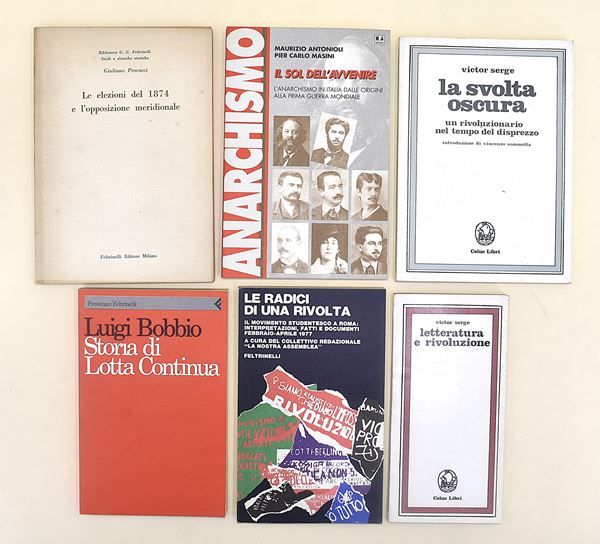 Biblioteca G. G. Feltrinelli
Studi e ricerche storiche
Giuliano Procacci
Le elezioni del 1874
e l'opposizione meridionale
Feltrinelli Editore Milano
ANARCHISMO
MAURIZIO ANTONIOLI
PIER CARLO MASINI
IL SOL DELL'AVVENIRE
L'ANARCHISMO IN ITALIA DALLE ORIGINI
ALLA PRIMA GUERRA MONDIALE
victor serge
la svolta
oscura
un rivoluzionario
nel tempo del disprezzo
introduzione di vincenzo sommella
Celuc Libri
Presenze/Feltrinelli
Luigi Bobbio
Storia di
Lotta Continua
LE RADICI
DI UNA RIVOLTA
IL MOVIMENTO STUDENTESCO A ROMA:
INTERPRETAZIONI, FATTI E DOCUMENTI
FEBBRAIO-APRILE 1977
A CURA DEL COLLETTIVO REDAZIONALE
"LA NOSTRA ASSEMBLEA"
FELTRINELLI
SIAMO
RIVOLUZIO
victor serge
letteratura
e rivoluzione
Celuc Libri